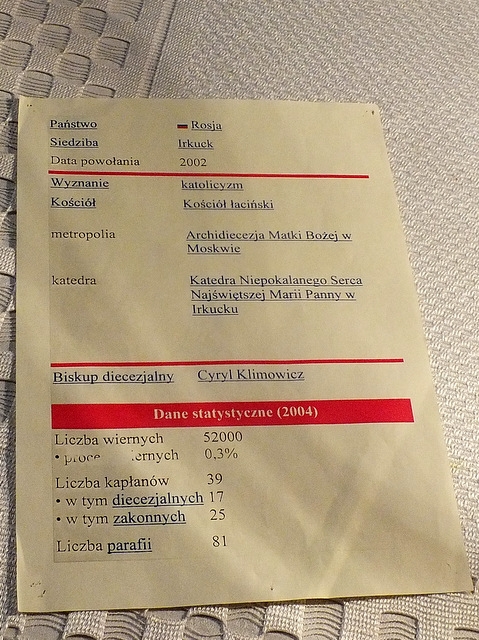 Państwo Rosja
Siedziba Irkuck
Data powołania 2002
Wyznanie katolicyzm
Kościół Kościół łaciński
metropolia Archidiecezja Matki Bożej w
Moskwie
katedra Katedra Niepokalanego Serca
Najświętszej Marii Panny w
Irkucku
Biskup diecezjalny Cyryl Klimowicz
Dane statystyczne (2004)
Liczba wiernych 52000
• 0,3%
Liczba kapłanów 39
• w tym diecezjalnych 17
• w tym zakonnych 25
Liczba parafii 81